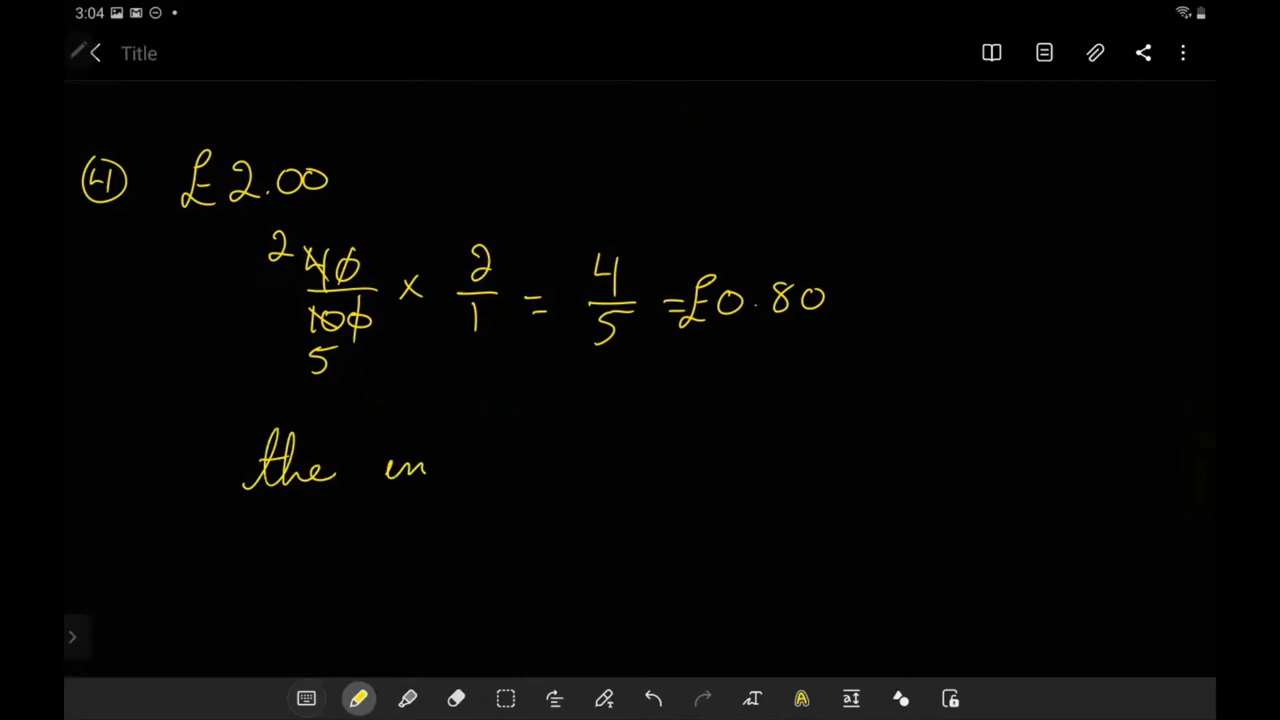 3:04
Title
④ £2.00
2 40/100 5 × 2/1 = 4/5 = £0.80
the in